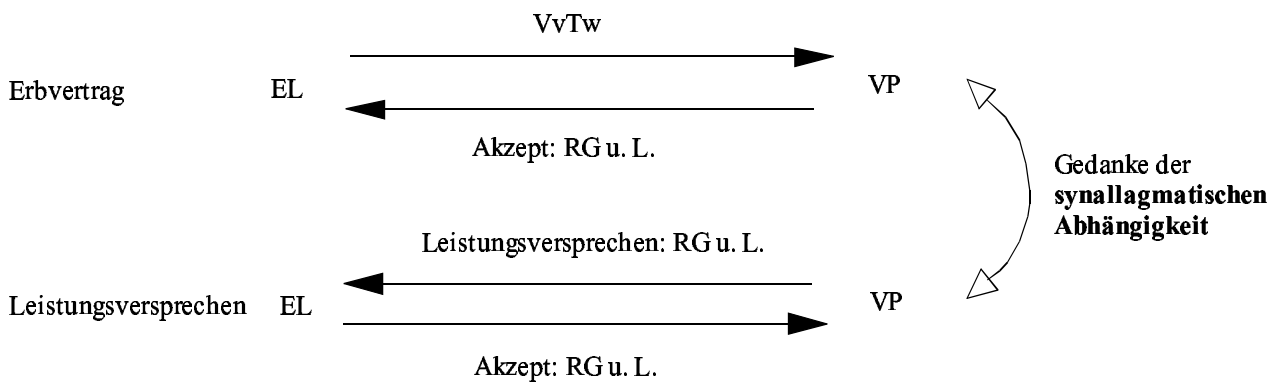 VvTw
Erbvertrag EL VP
Akzept: RG u. L.
Gedanke der
synallagmatischen
Abhängigkeit
Leistungsversprechen: RG u. L.
Leistungsversprechen EL VP
Akzept: RG u. L.